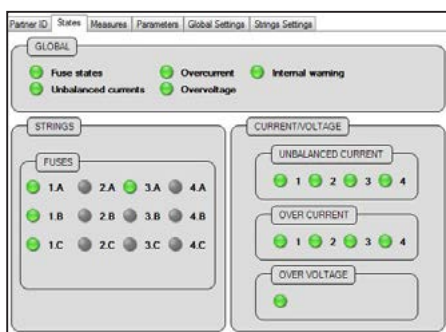 Partner ID States Measures Parameters Global Settings Strings Settings
GLOBAL
Fuse states Overcurrent Internal warning
Unbalanced currents Overvoltage
STRINGS
FUSES
1.A 2.A 3.A 4.A
1.B 2.B 3.B 4.B
1.C 2.C 3.C 4.C
CURRENT/VOLTAGE
UNBALANCED CURRENT
1 2 3 4
OVER CURRENT
1 2 3 4
OVER VOLTAGE